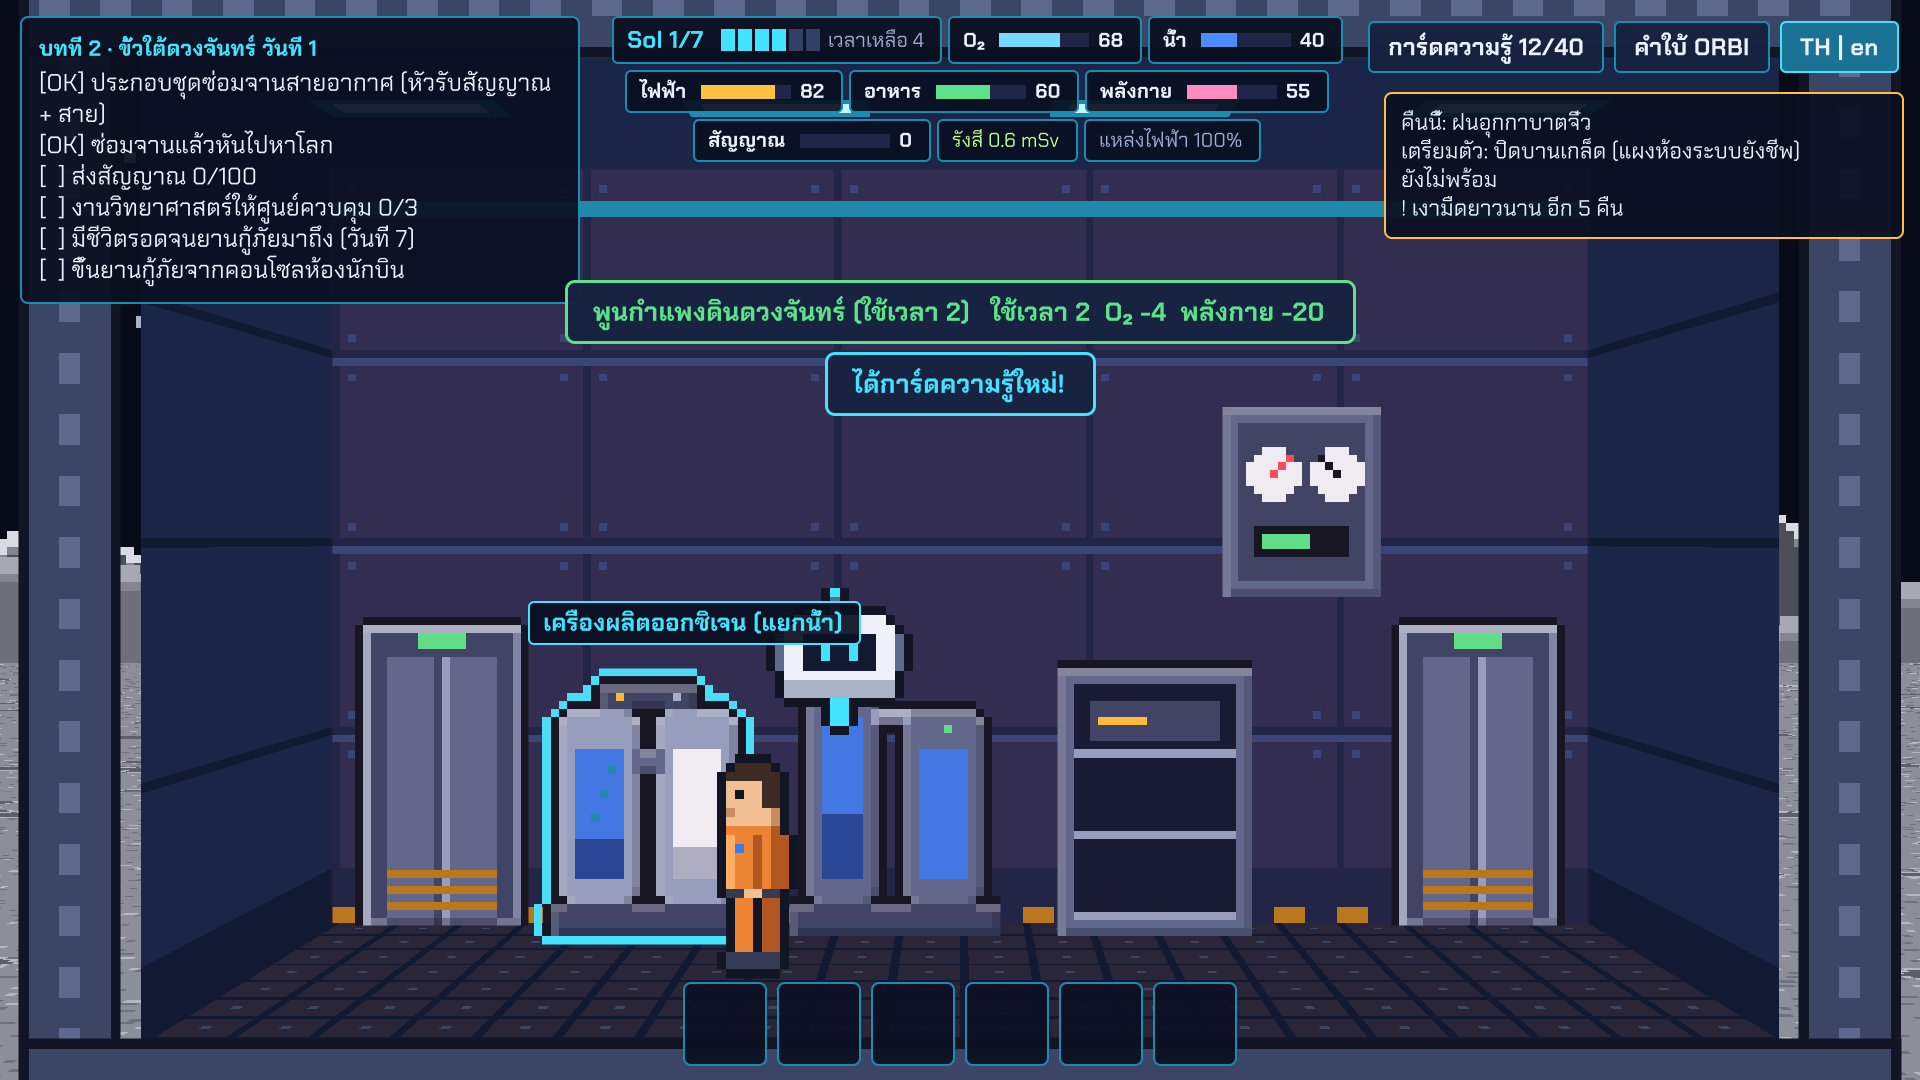 บทที่ 2 · ขั้วใต้ดวงจันทร์ วันที่ 1
[OK] ประกอบชุดซ่อมจานสายอากาศ (หัวรับสัญญาณ
+ สาย)
[OK] ซ่อมจานแล้วหันไปหาโลก
[ ] ส่งสัญญาณ 0/100
[ ] งานวิทยาศาสตร์ให้ศูนย์ควบคุม 0/3
[ ] มีชีวิตรอดจนยานกู้ภัยมาถึง (วันที่ 7)
[ ] ขึ้นยานกู้ภัยจากคอนโซลห้องนักบิน
Sol 1/7 เวลาเหลือ 4
O₂ 68
น้ำ 40
ไฟฟ้า 82
อาหาร 60
พลังกาย 55
สัญญาณ 0
รังสี 0.6 mSv
แหล่งไฟฟ้า 100%
การ์ดความรู้ 12/40
คำใบ้ ORBI
TH | en
คืนนี้: ฝนอุกกาบาตจิ๋ว
เตรียมตัว: ปิดบานเกล็ด (แผงห้องระบบยังชีพ)
ยังไม่พร้อม
! เงามืดยาวนาน อีก 5 คืน
พูนกำแพงดินดวงจันทร์ (ใช้เวลา 2) ใช้เวลา 2 O₂ -4 พลังกาย -20
ได้การ์ดความรู้ใหม่!
เครื่องผลิตออกซิเจน (แยกน้ำ)